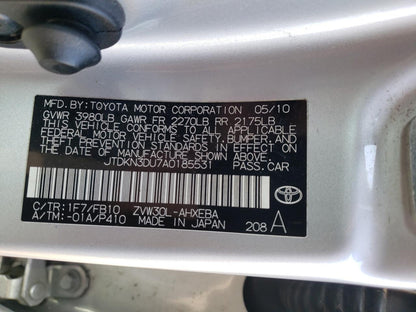 MFD.BY:TOYOTA MOTOR CORPORATION 05/10
GVWR 3980LB GAWR FR 2270LB RR 2175LB
THIS VEHICLE CONFORMS TO ALL APPLICABLE
FEDERAL MOTOR VEHICLE SAFETY, BUMPER, AND
THEFT PREVENTION STANDARDS IN EFFECT ON
THE DATE OF MANUFACTURE SHOWN ABOVE.
JTDKN3DU7A0185531 PASS.CAR
C/TR:1F7/FB10 ZVW30L-AHXEBA
A/TM:-01A/P410 MADE IN JAPAN 208 A